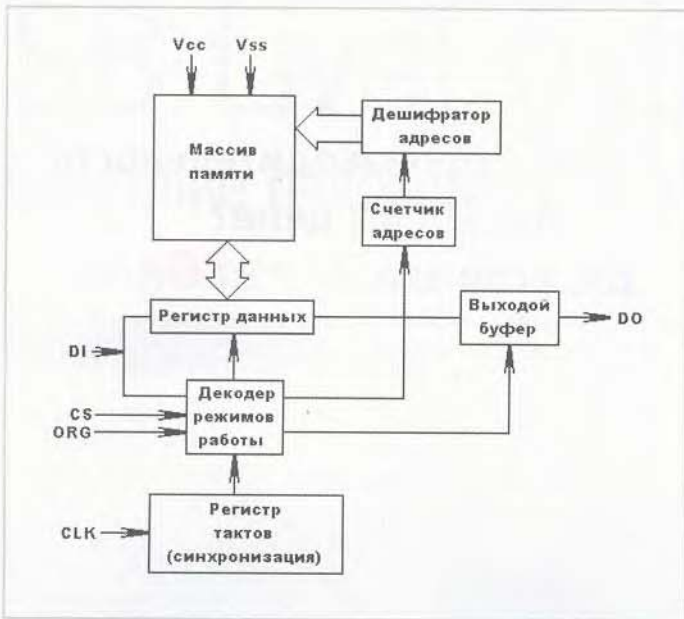 Vcc Vss
Дешифратор
адресов
Массив
памяти
Счетчик
адресов
Регистр данных
Выходой
буфер
DO
DI
Декодер
режимов
работы
CS
ORG
Регистр
тактов
(синхронизация)
CLK